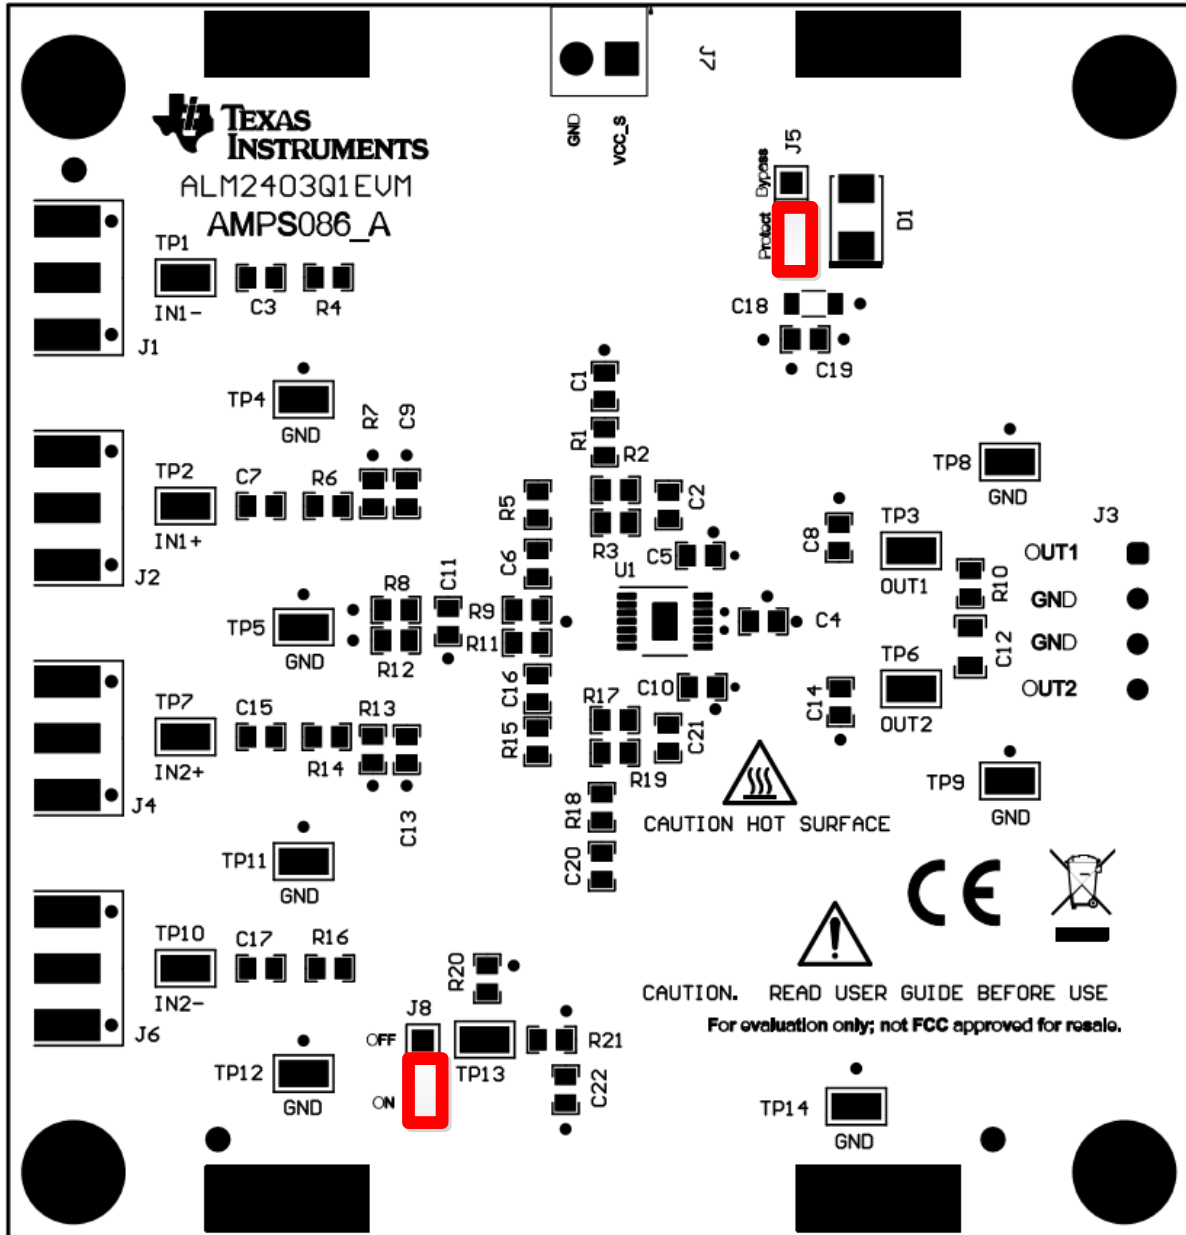 J7
GND
VCC_S
TEXAS
INSTRUMENTS
ALM2403Q1EVM
AMPS086_A
Bypass
J5
Protect
D1
TP1
IN1-
C3
R4
J1
C18
C19
TP4
GND
R7
C9
C1
R1
R2
TP2
IN1+
C7
R6
J2
R5
R3
C2
C5
C6
U1
C8
TP8
GND
TP3
OUT1
J3
OUT1
GND
GND
OUT2
R10
C12
TP5
GND
R8
R12
C11
R9
R11
C4
TP6
OUT2
C14
C16
C10
R15
R17
R19
C21
TP7
IN2+
C15
R14
R13
C13
J4
R18
C20
CAUTION HOT SURFACE
TP9
GND
TP11
GND
CE
TP10
IN2-
C17
R16
J6
R20
CAUTION. READ USER GUIDE BEFORE USE
For evaluation only; not FCC approved for resale.
J8
OFF
ON
TP13
R21
C22
TP12
GND
TP14
GND